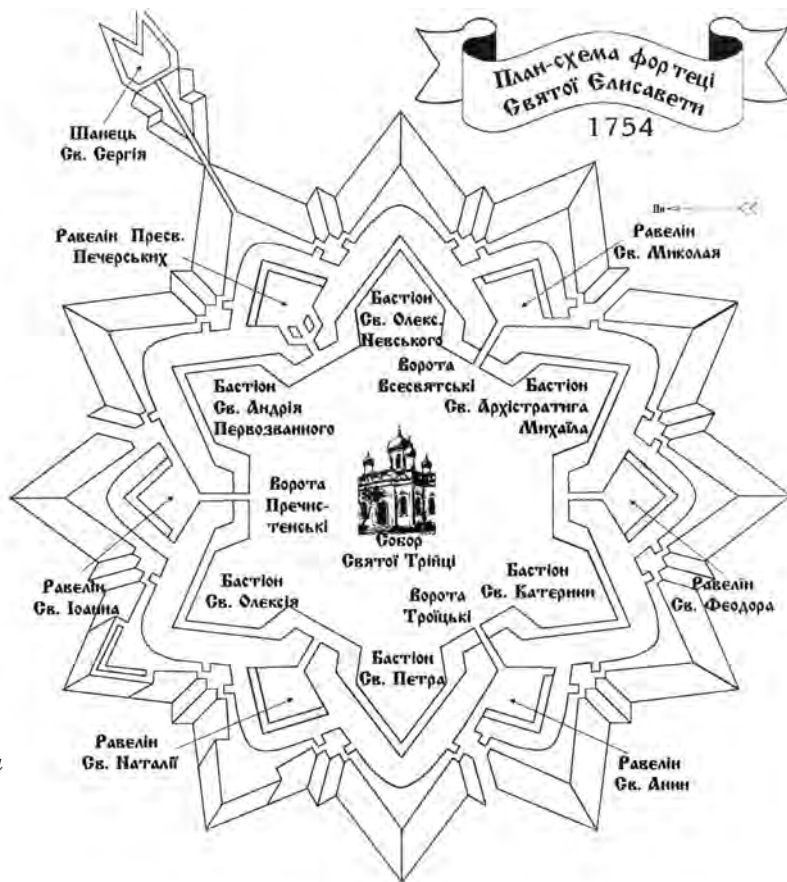 План-схема фортеці
Святої Єлисавети
1754
Шанець
Св. Сергія
Пн
Равелін Пресв.
Печерських
Равелін
Св. Миколая
Бастіон
Св. Олекс.
Невського
Ворота
Всесвятські
Бастіон
Св. Андрія
Первозванного
Бастіон
Св. Архістратига
Михаїла
Ворота
Пречис-
тенські
Собор
Святої Трійці
Равелін
Св. Іоанна
Бастіон
Св. Олексія
Ворота
Троїцькі
Бастіон
Св. Катерини
Равелін
Св. Феодора
Бастіон
Св. Петра
Равелін
Св. Наталії
Равелін
Св. Анни